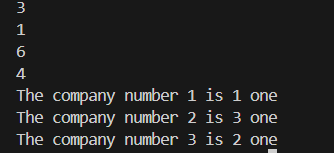 3
1
6
4
The company number 1 is 1 one
The company number 2 is 3 one
The company number 3 is 2 one